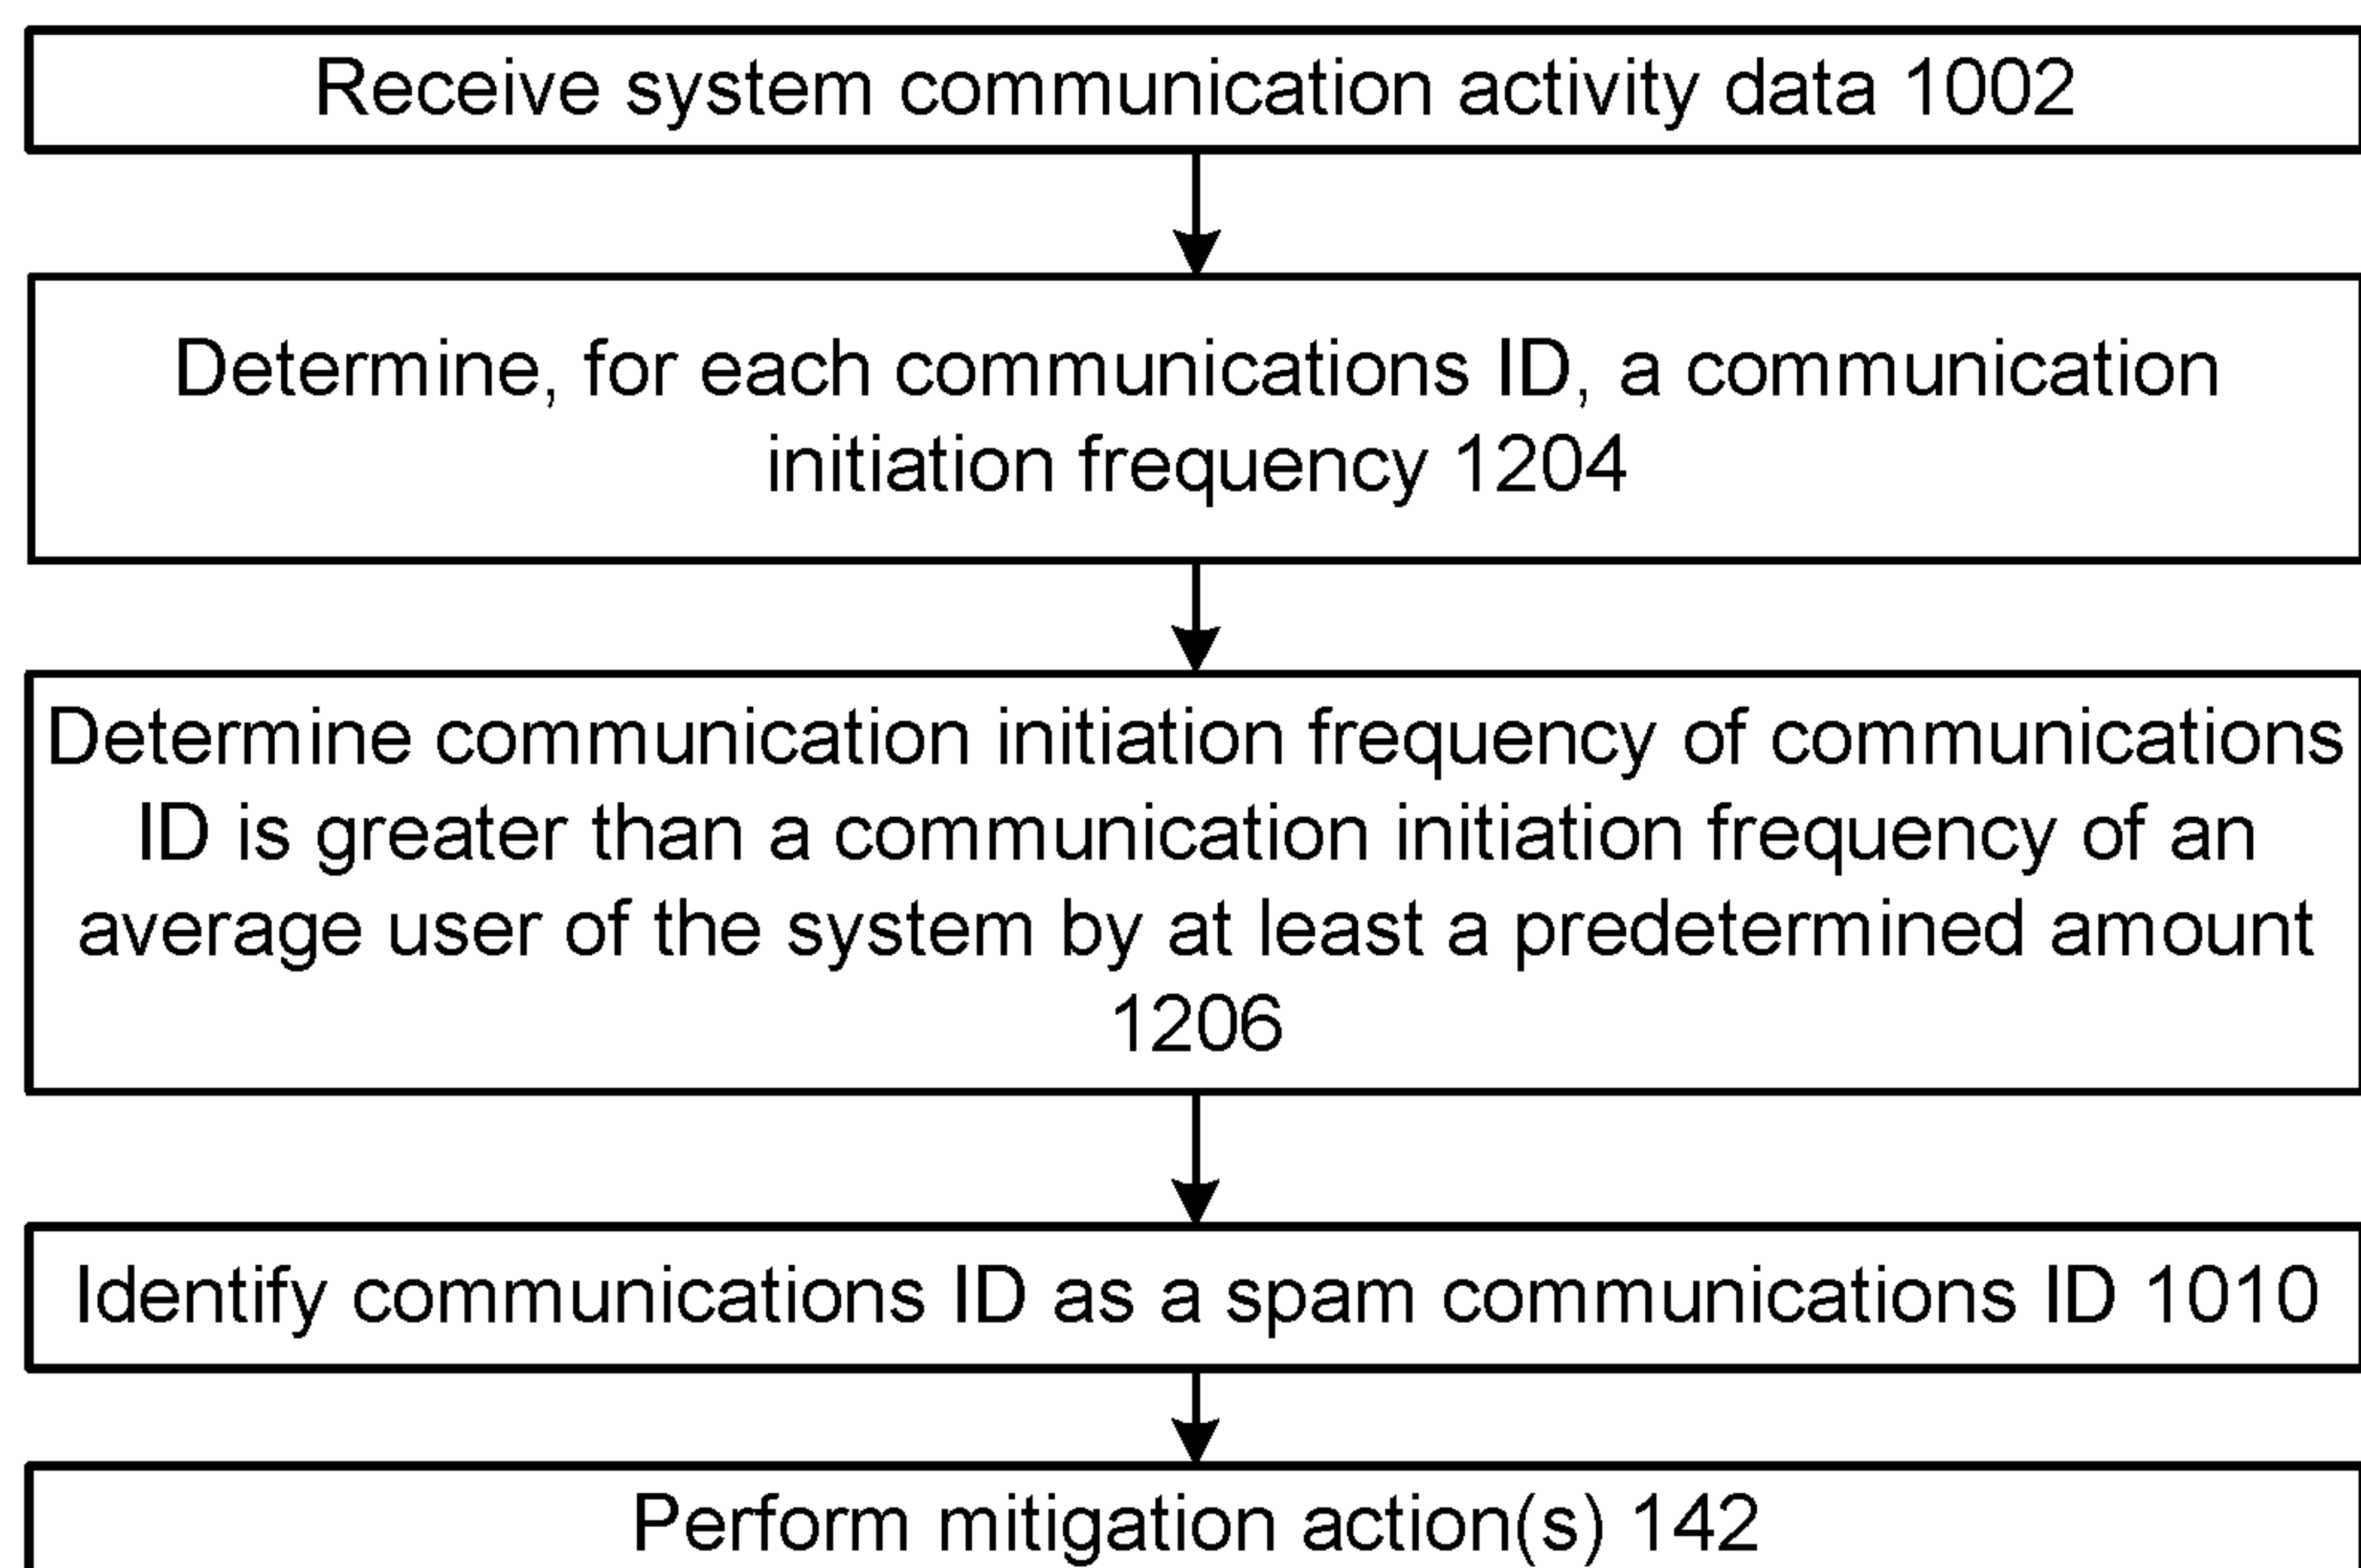 Receive system communication activity data 1002
Determine, for each communications ID, a communication
initiation frequency 1204
Determine communication initiation frequency of communications
ID is greater than a communication initiation frequency of an
average user of the system by at least a predetermined amount
1206
Identify communications ID as a spam communications ID 1010
Perform mitigation action(s) 142